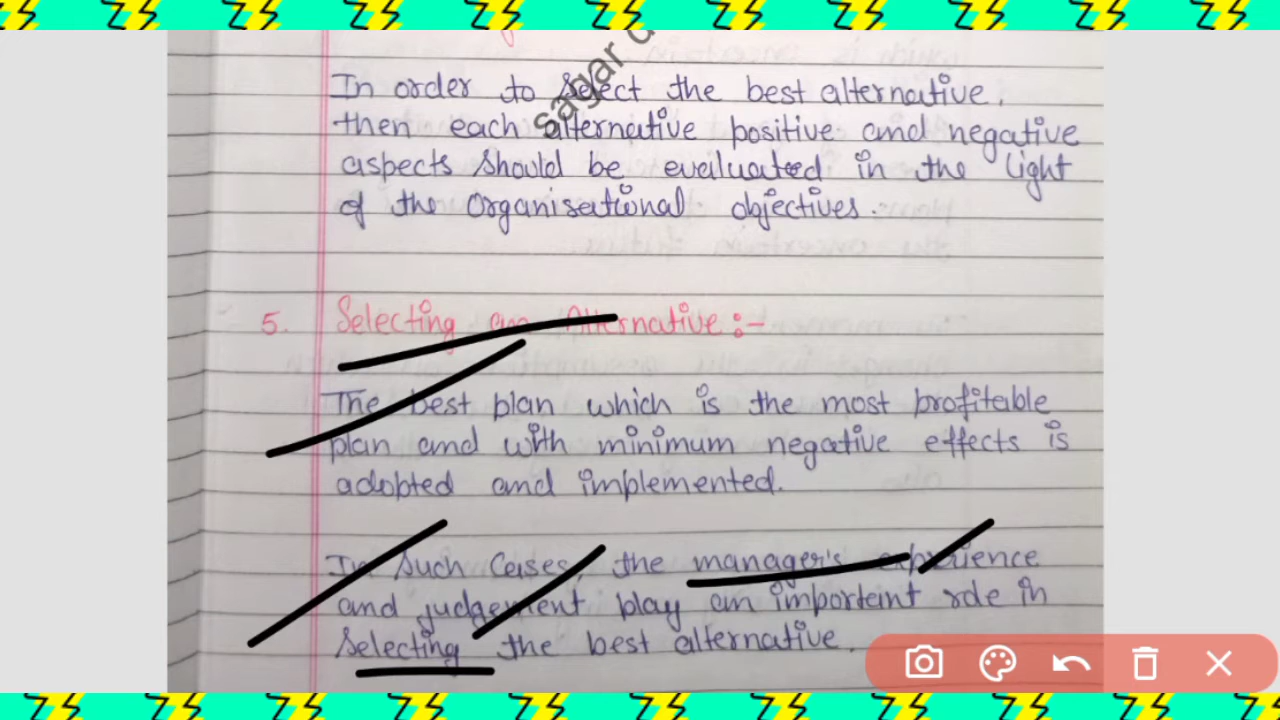 Sagar
In order to select the best alternative,
then each alternative positive and negative
aspects should be evaluated in the light
of the Organisational objectives.
5. Selecting an Alternative :-
The best plan which is the most profitable
plan and with minimum negative effects is
adopted and implemented.
In such Cases, the manager's experience
and judgement play an important role in
selecting the best alternative.